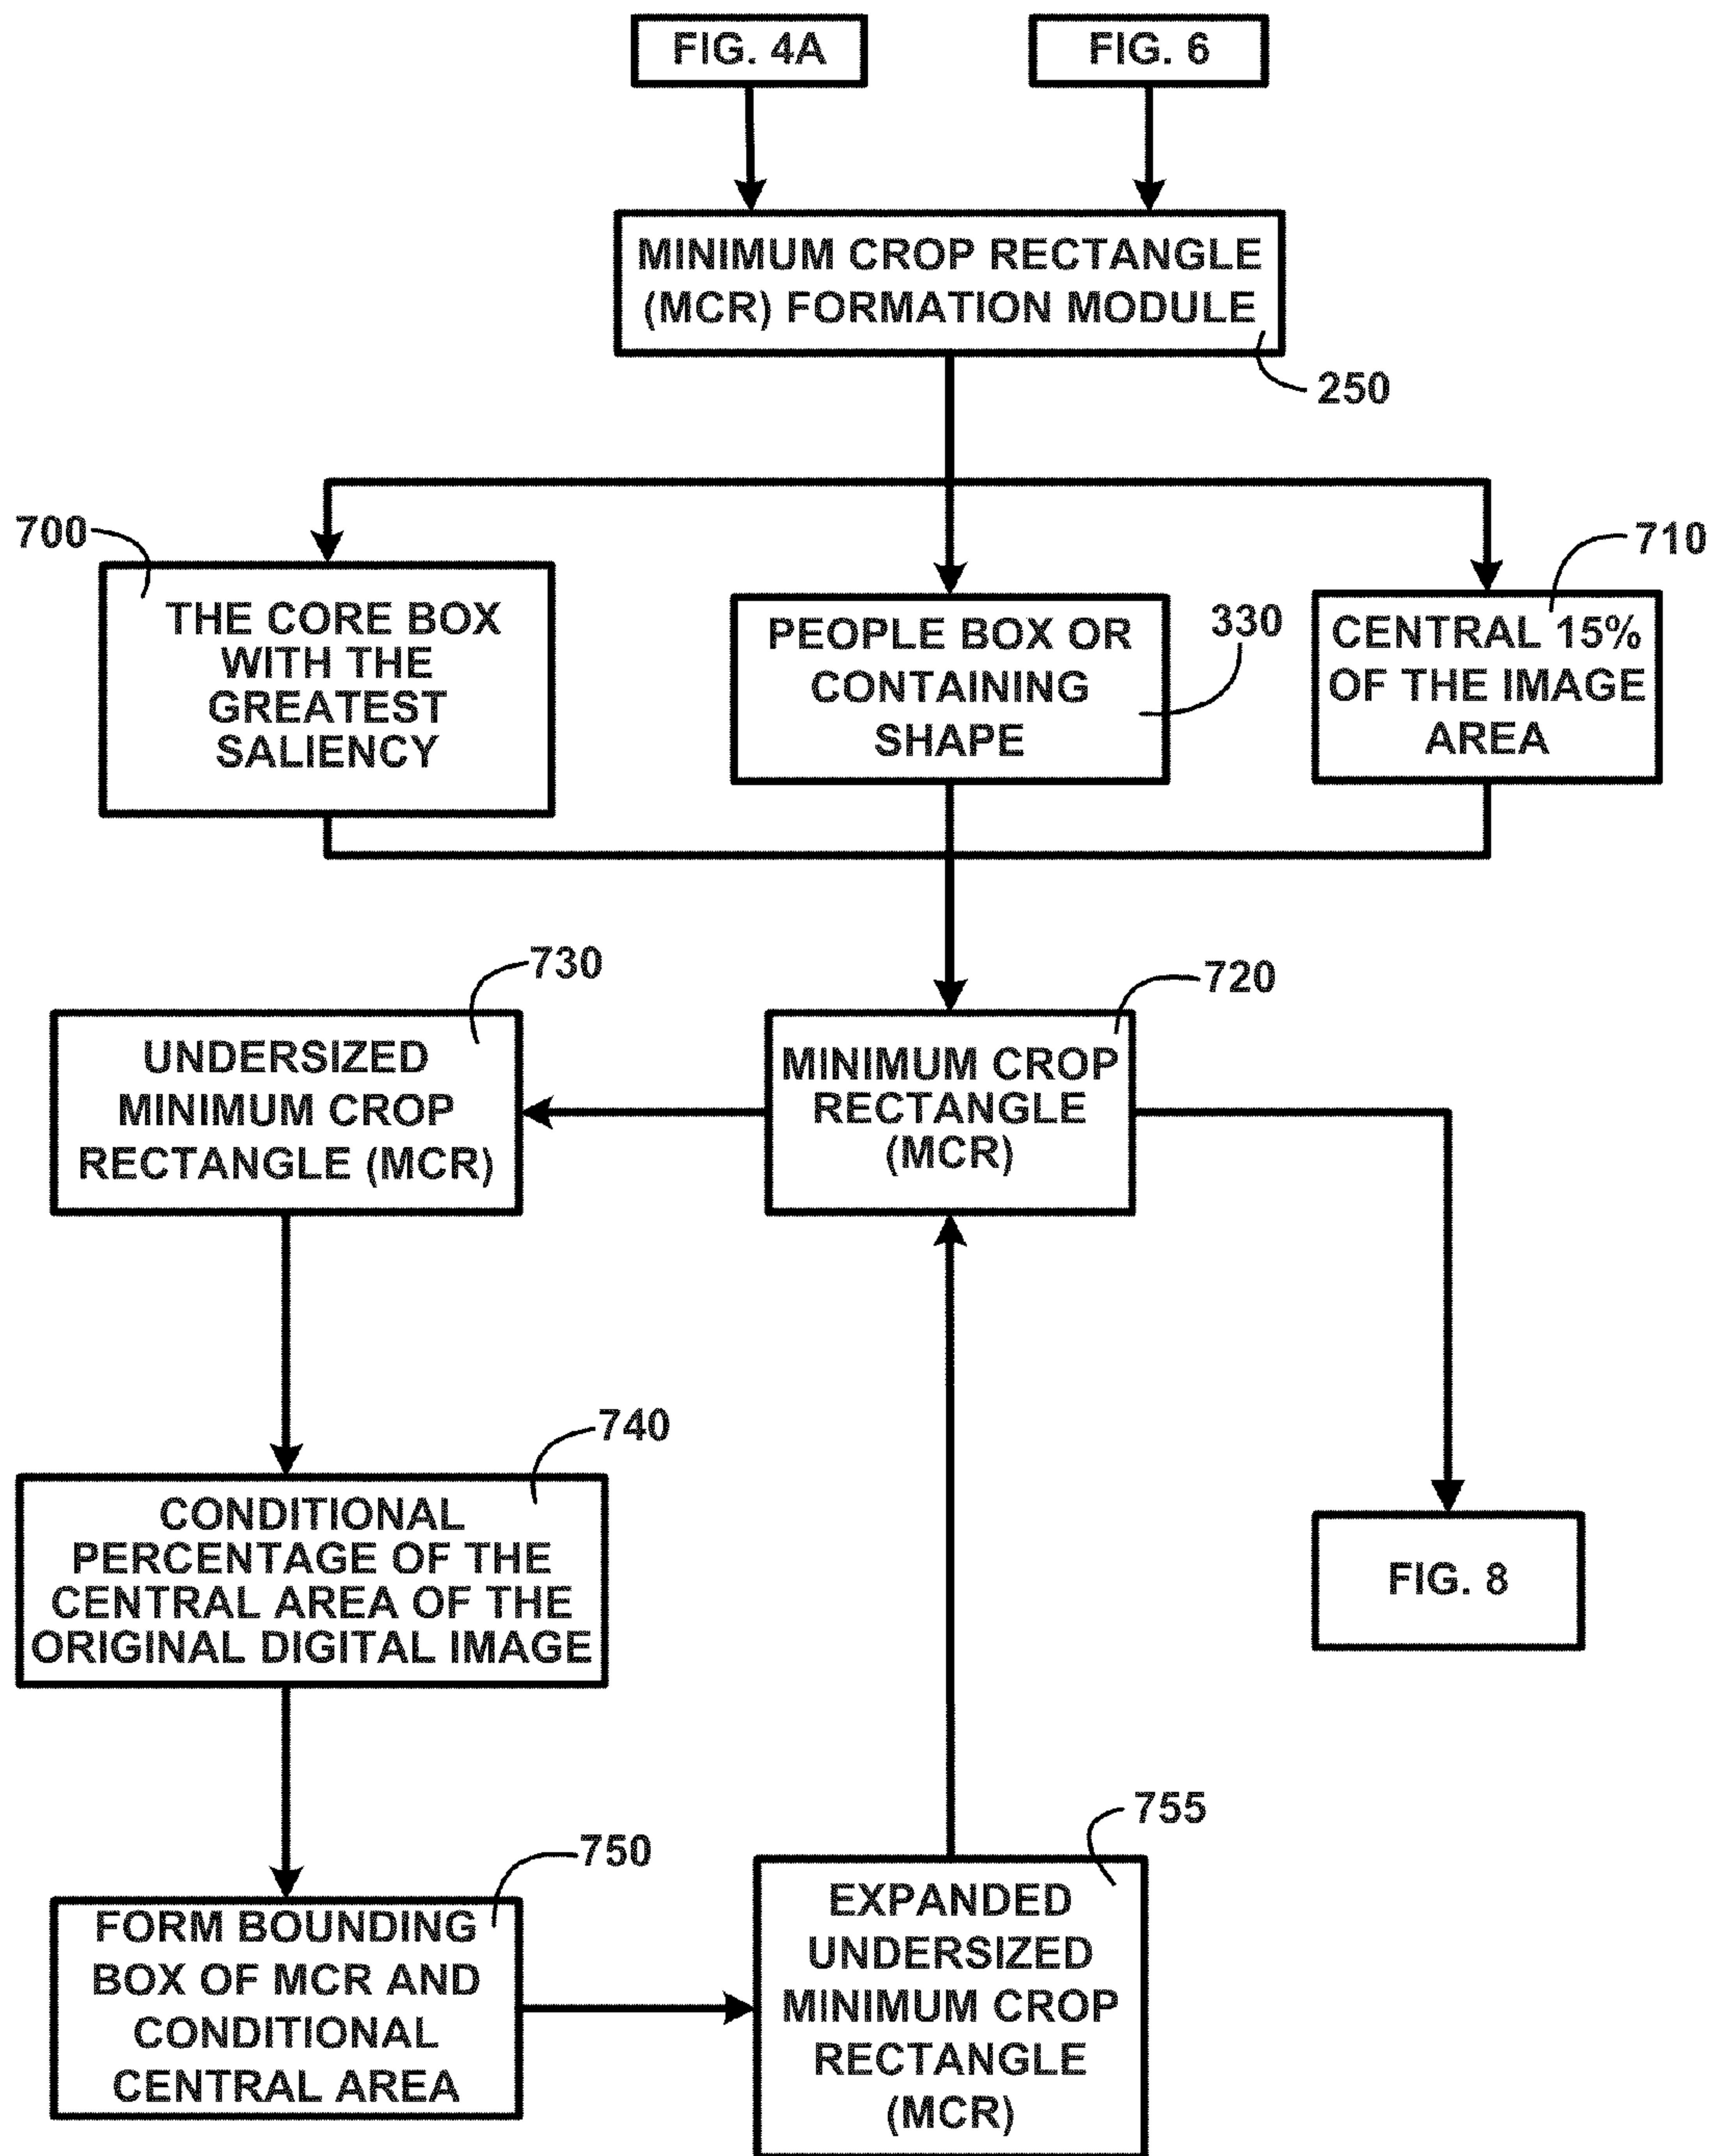 FIG. 4A
FIG. 6
MINIMUM CROP RECTANGLE
(MCR) FORMATION MODULE
250
700
THE CORE BOX
WITH THE
GREATEST
SALIENCY
PEOPLE BOX OR
CONTAINING
SHAPE
330
710
CENTRAL 15%
OF THE IMAGE
AREA
730
UNDERSIZED
MINIMUM CROP
RECTANGLE (MCR)
720
MINIMUM CROP
RECTANGLE
(MCR)
740
CONDITIONAL
PERCENTAGE OF THE
CENTRAL AREA OF THE
ORIGINAL DIGITAL IMAGE
FIG. 8
750
FORM BOUNDING
BOX OF MCR AND
CONDITIONAL
CENTRAL AREA
755
EXPANDED
UNDERSIZED
MINIMUM CROP
RECTANGLE
(MCR)